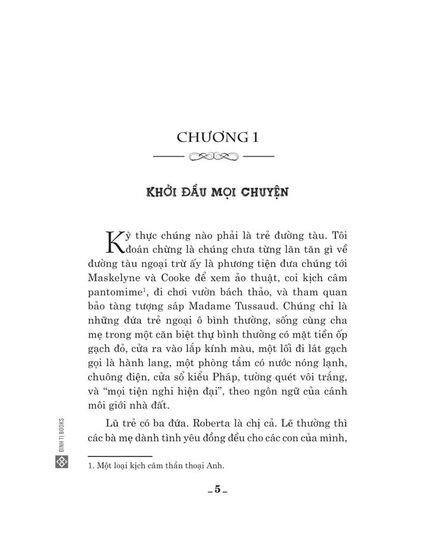 CHƯƠNG 1
KHỞI ĐẦU MỌI CHUYỆN
Kỳ thực chúng nào phải là trẻ đường tàu. Tôi
đoán chừng là chúng chưa từng lăn tăn gì về
đường tàu ngoại trừ ấy là phương tiện đưa chúng tới
Maskelyne và Cooke để xem ảo thuật, coi kịch câm
pantomime¹, đi chơi vườn bách thảo, và tham quan
bảo tàng tượng sáp Madame Tussaud. Chúng chỉ là
những đứa trẻ ngoại ô bình thường, sống cùng cha
mẹ trong một căn biệt thự bình thường có mặt tiền ốp
gạch đỏ, cửa ra vào lắp kính màu, một lối đi lát gạch
gọi là hành lang, một phòng tắm có nước nóng lạnh,
chuông điện, cửa sổ kiểu Pháp, tường quét vôi trắng,
và “mọi tiện nghi hiện đại”, theo ngôn ngữ của cánh
môi giới nhà đất.
Lũ trẻ có ba đứa. Roberta là chị cả. Lẽ thường thì
các bà mẹ dành tình yêu đồng đều cho các con của mình,
1. Một loại kịch câm thần thoại Anh.
– 5 –
ĐINH TỊ BOOKS